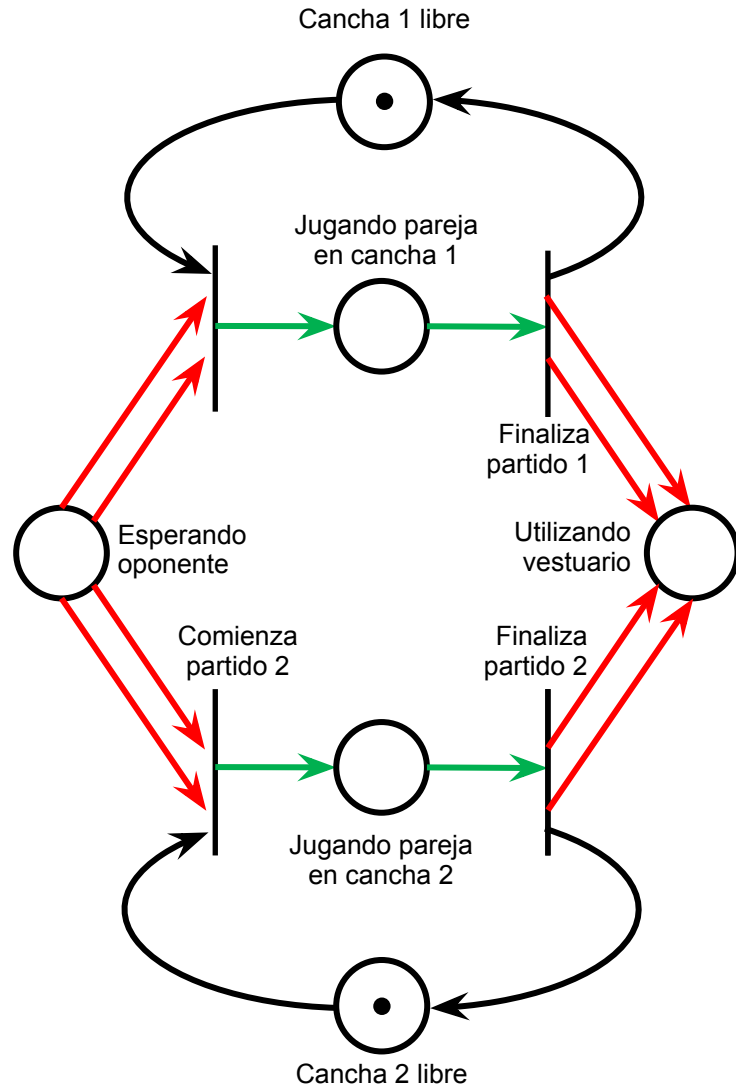 Cancha 1 libre
Jugando pareja
en cancha 1
Finaliza
partido 1
Esperando
oponente
Utilizando
vestuario
Comienza
partido 2
Finaliza
partido 2
Jugando pareja
en cancha 2
Cancha 2 libre